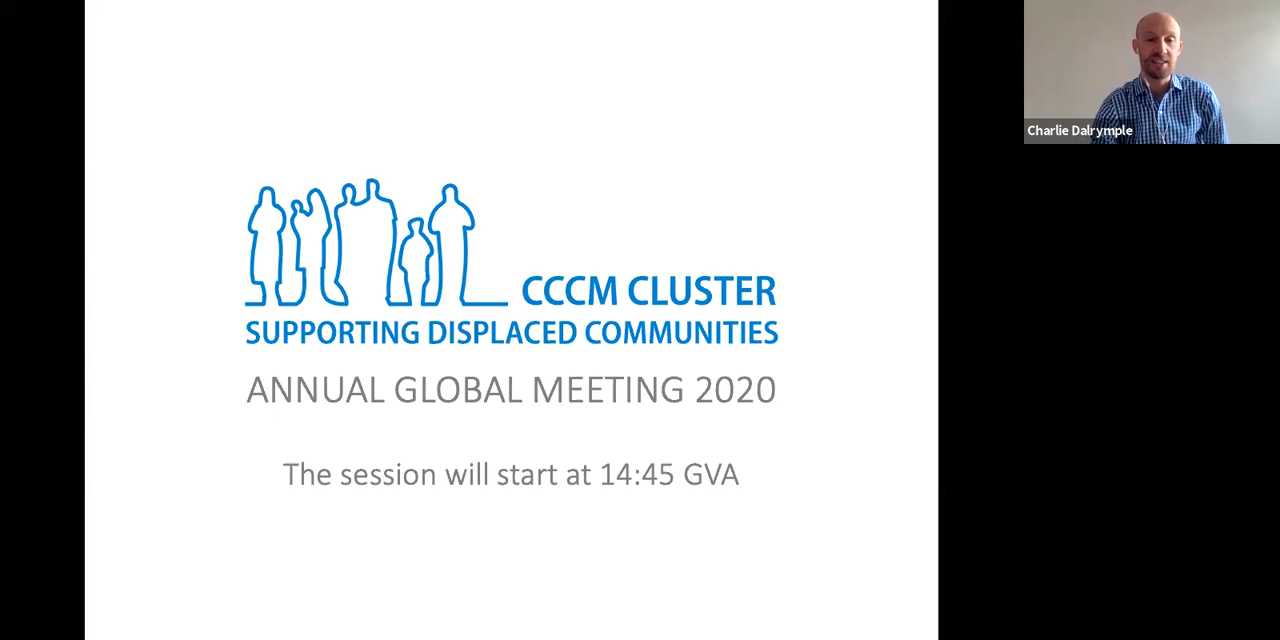 CCCM CLUSTER
SUPPORTING DISPLACED COMMUNITIES
ANNUAL GLOBAL MEETING 2020
The session will start at 14:45 GVA
Charlie Dalrymple